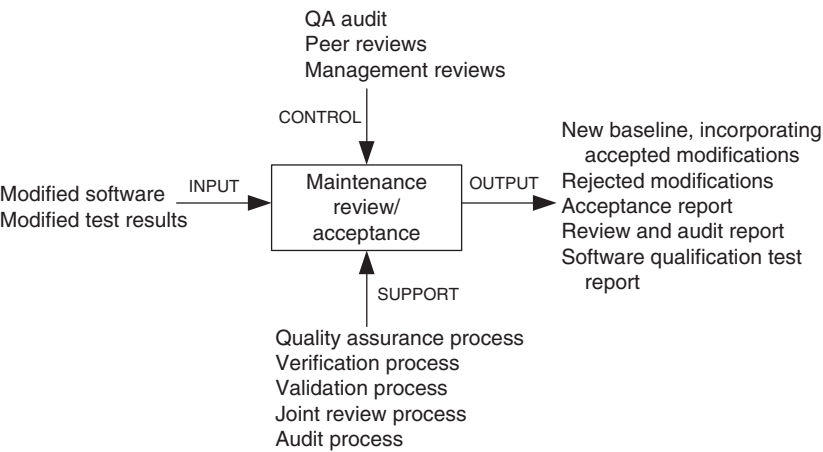 QA audit
Peer reviews
Management reviews
CONTROL
Modified software
Modified test results
INPUT
Maintenance
review/
acceptance
OUTPUT
New baseline, incorporating
accepted modifications
Rejected modifications
Acceptance report
Review and audit report
Software qualification test
report
SUPPORT
Quality assurance process
Verification process
Validation process
Joint review process
Audit process